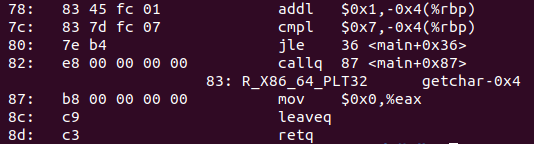 78: 83 45 fc 01 addl $0x1,-0x4(%rbp)
7c: 83 7d fc 07 cmpl $0x7,-0x4(%rbp)
80: 7e b4 jle 36 <main+0x36>
82: e8 00 00 00 00 callq 87 <main+0x87>
83: R_X86_64_PLT32 getchar-0x4
87: b8 00 00 00 00 mov $0x0,%eax
8c: c9 leaveq
8d: c3 retq